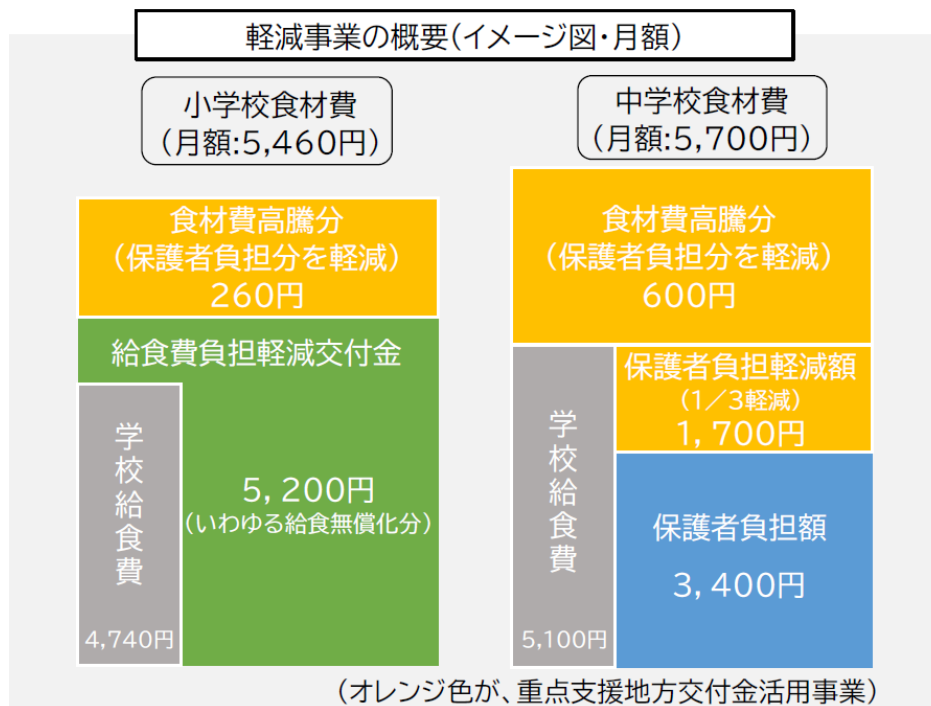 軽減事業の概要(イメージ図・月額)
小学校食材費
(月額:5,460円)
食材費高騰分
(保護者負担分を軽減)
260円
給食費負担軽減交付金
学校給食費
4,740円
5,200円
(いわゆる給食無償化分)
中学校食材費
(月額:5,700円)
食材費高騰分
(保護者負担分を軽減)
600円
学校給食費
5,100円
保護者負担軽減額
(1/3軽減)
1,700円
保護者負担額
3,400円
(オレンジ色が、重点支援地方交付金活用事業)